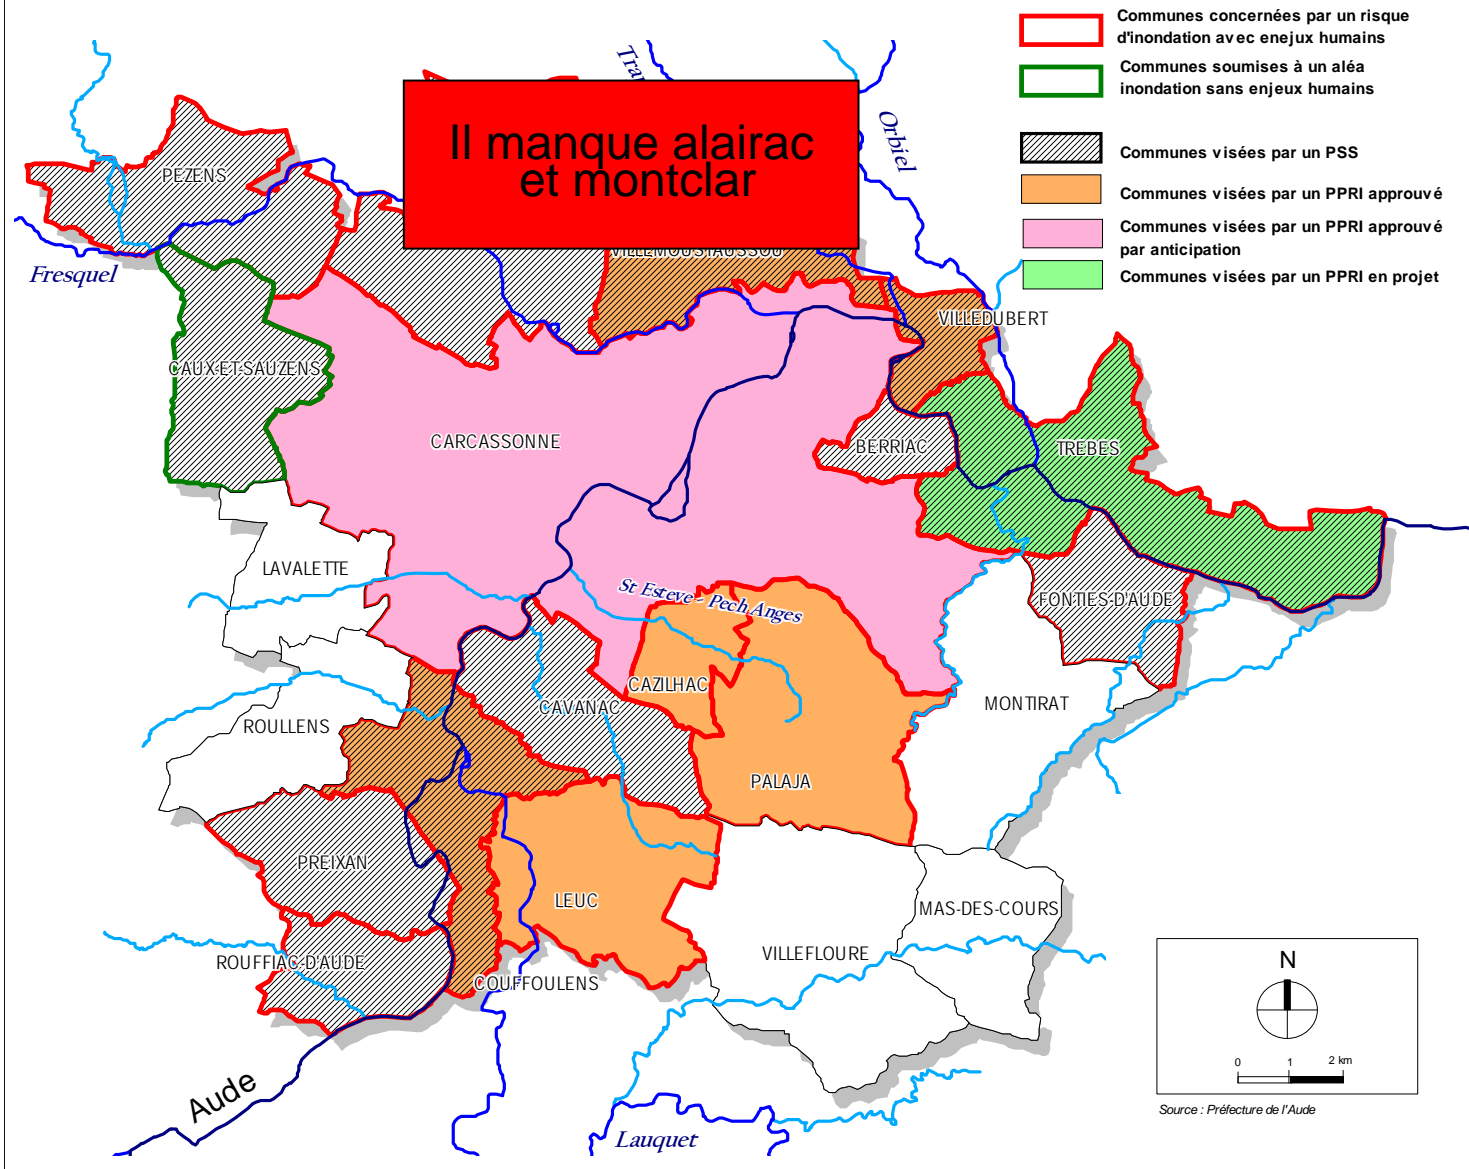 Communes concernées par un risque
d'inondation avec enejux humains
Communes soumises à un aléa
inondation sans enjeux humains
Communes visées par un PSS
Communes visées par un PPRI approuvé
Communes visées par un PPRI approuvé
par anticipation
Communes visées par un PPRI en projet
Il manque alairac
et montclar
Orbiel
PEZENS
Fresquel
VILLEMOUSTAUSSOU
VILLEDUBERT
CAUX-ET-SAUZENS
CARCASSONNE
BERRIAC
TREBES
LAVALETTE
St Esteve - Pech Anges
FONTIES-D'AUDE
CAZILHAC
CAVANAC
MONTIRAT
ROULLENS
PALAJA
PREIXAN
LEUC
MAS-DES-COURS
VILLEFLOURE
ROUFFIAC-D'AUDE
COUFFOULENS
N
0 1 2 km
Source : Préfecture de l'Aude
Aude
Lauquet